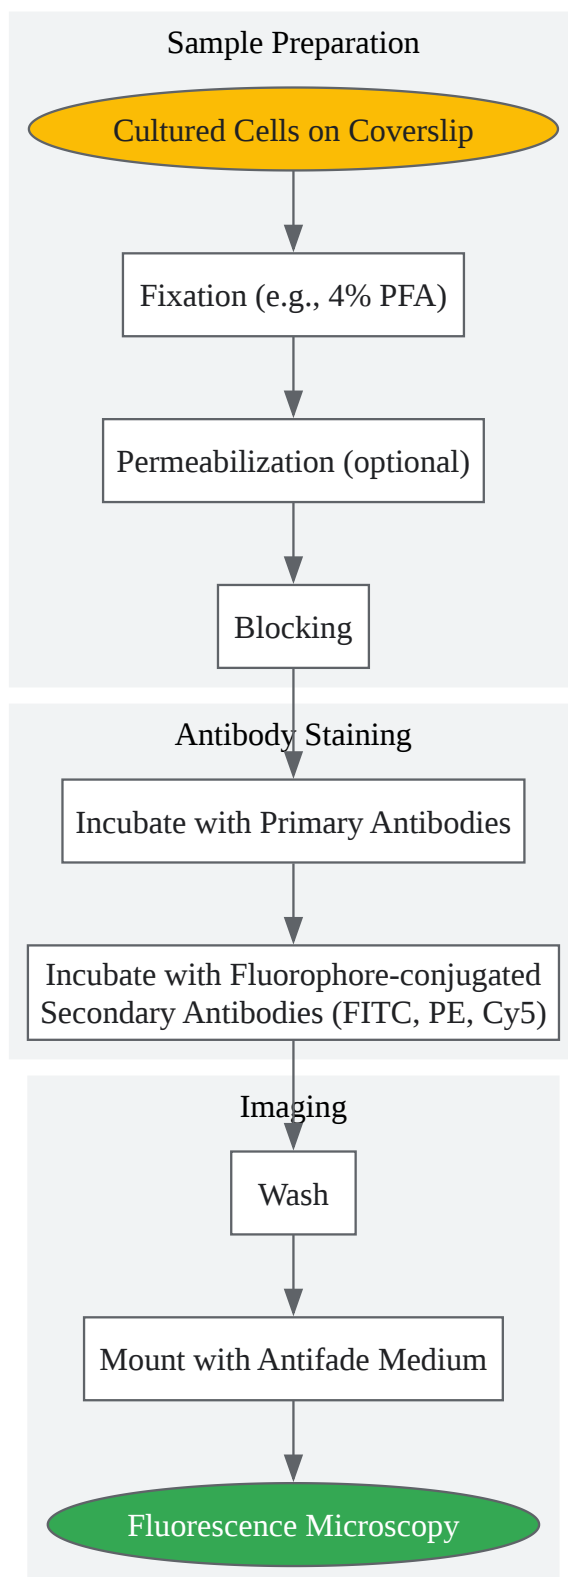 Sample Preparation
Cultured Cells on Coverslip
Fixation (e.g., 4% PFA)
Permeabilization (optional)
Blocking
Antibody Staining
Incubate with Primary Antibodies
Incubate with Fluorophore-conjugated
Secondary Antibodies (FITC, PE, Cy5)
Imaging
Wash
Mount with Antifade Medium
Fluorescence Microscopy